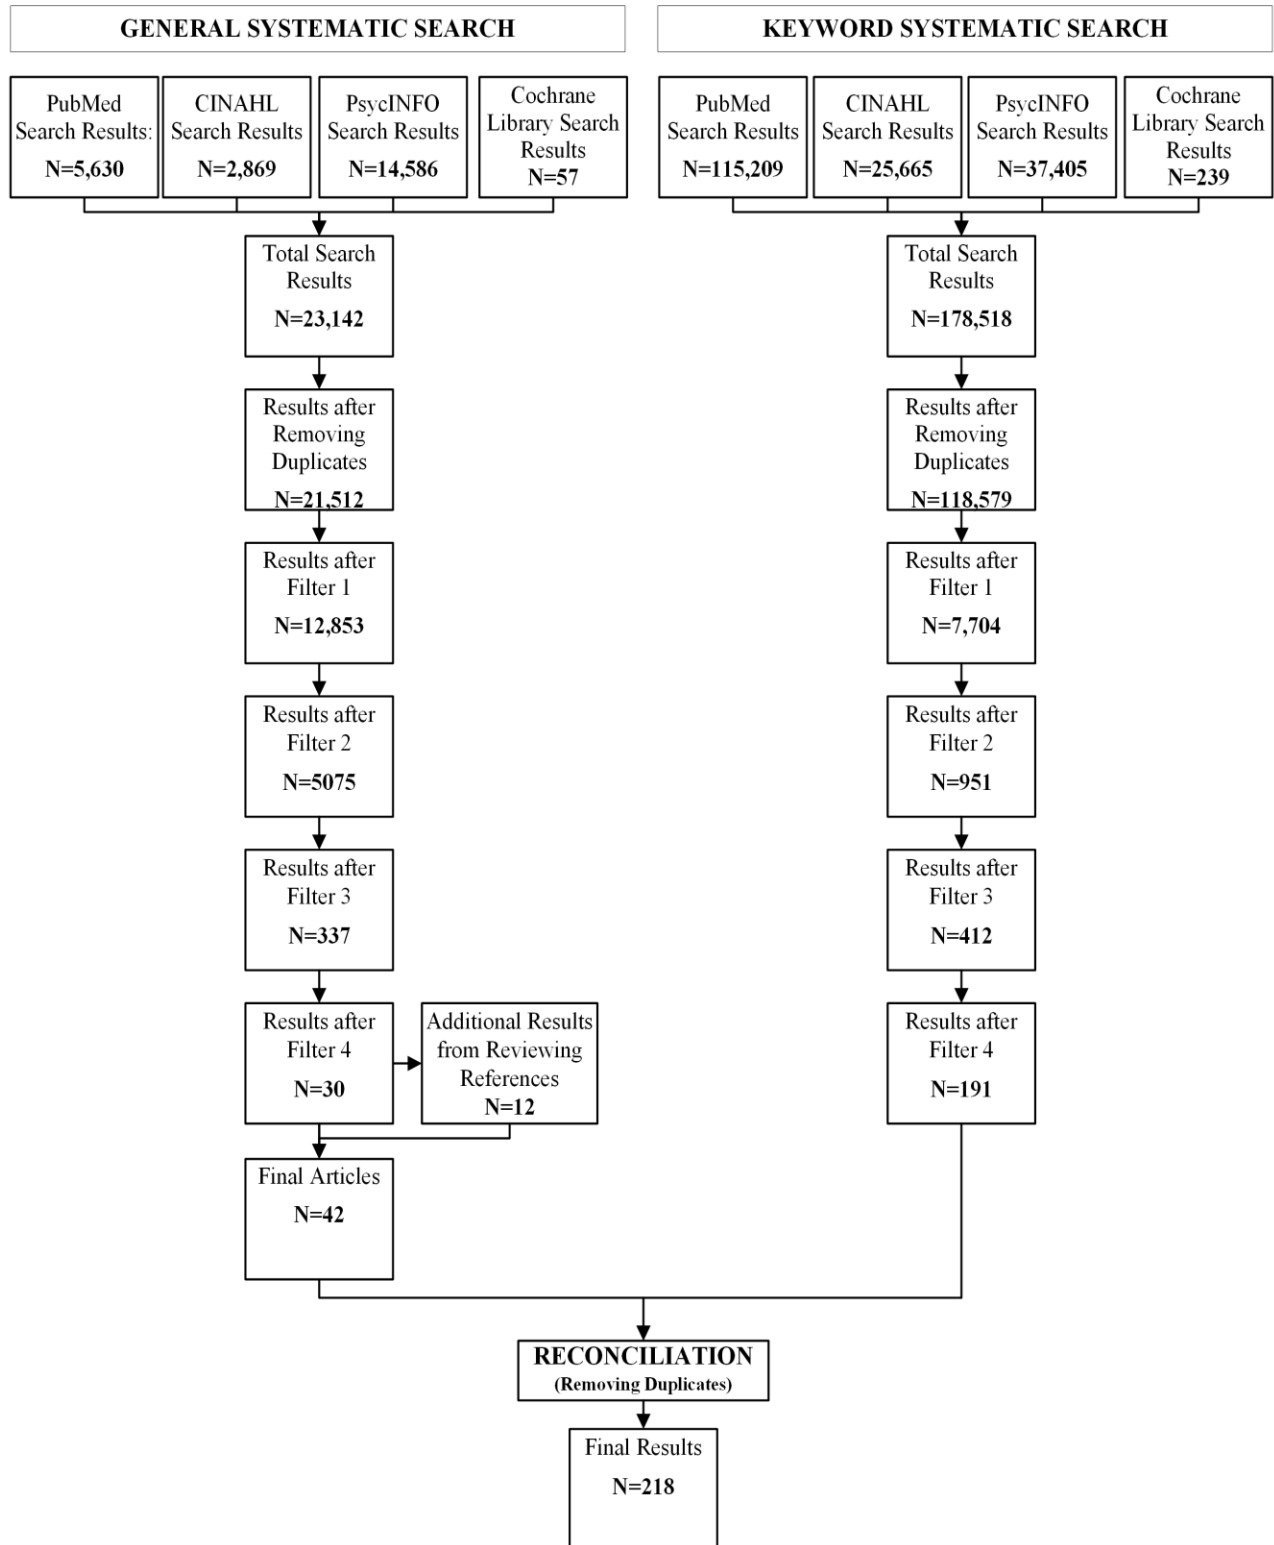 GENERAL SYSTEMATIC SEARCH
KEYWORD SYSTEMATIC SEARCH
PubMed
Search Results:
N=5,630
CINAHL
Search Results
N=2,869
PsycINFO
Search Results
N=14,586
Cochrane
Library Search
Results
N=57
PubMed
Search Results
N=115,209
CINAHL
Search Results
N=25,665
PsycINFO
Search Results
N=37,405
Cochrane
Library Search
Results
N=239
Total Search
Results
N=23,142
Total Search
Results
N=178,518
Results after
Removing
Duplicates
N=21,512
Results after
Removing
Duplicates
N=118,579
Results after
Filter 1
N=12,853
Results after
Filter 1
N=7,704
Results after
Filter 2
N=5075
Results after
Filter 2
N=951
Results after
Filter 3
N=337
Results after
Filter 3
N=412
Results after
Filter 4
N=30
Additional Results
from Reviewing
References
N=12
Results after
Filter 4
N=191
Final Articles
N=42
RECONCILIATION
(Removing Duplicates)
Final Results
N=218